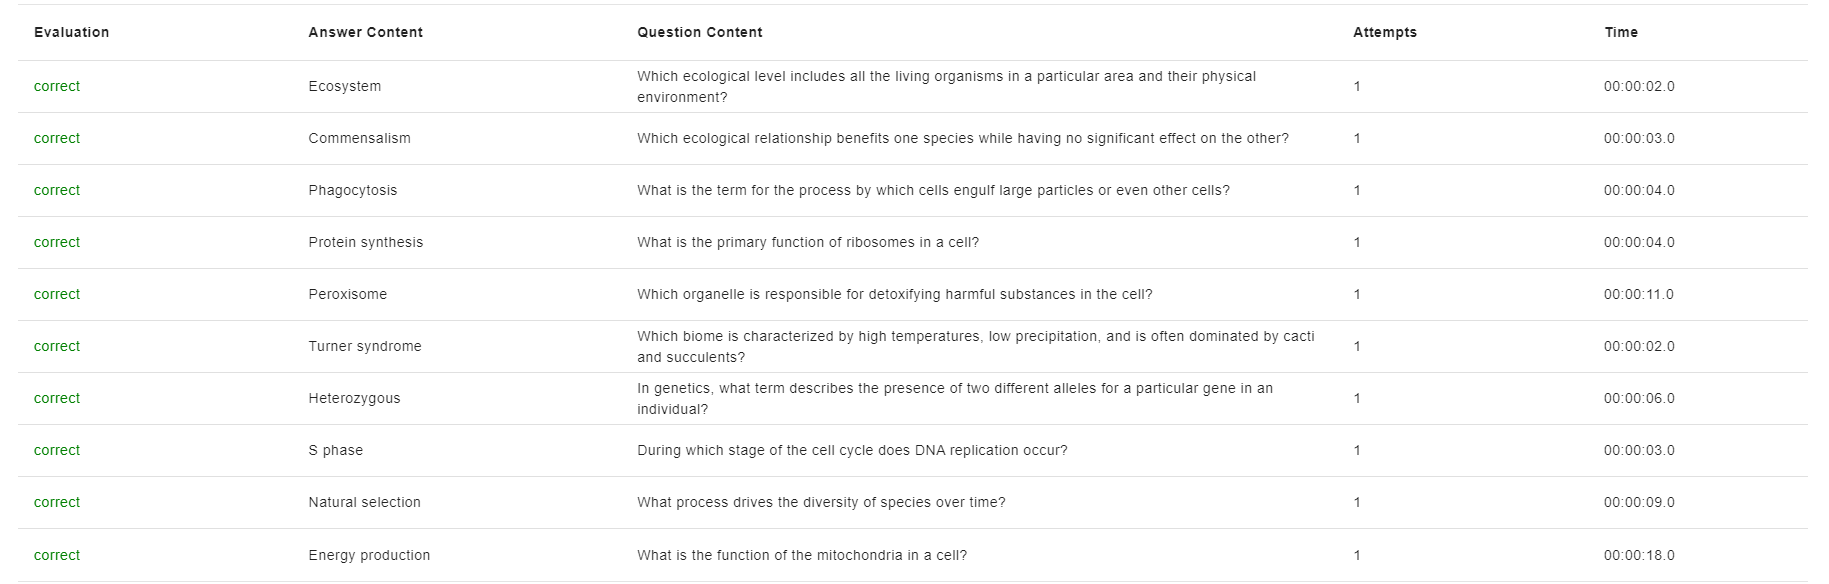 Evaluation Answer Content Question Content Attempts Time
correct Ecosystem Which ecological level includes all the living organisms in a particular area and their physical environment? 1 00:00:02.0
correct Commensalism Which ecological relationship benefits one species while having no significant effect on the other? 1 00:00:03.0
correct Phagocytosis What is the term for the process by which cells engulf large particles or even other cells? 1 00:00:04.0
correct Protein synthesis What is the primary function of ribosomes in a cell? 1 00:00:04.0
correct Peroxisome Which organelle is responsible for detoxifying harmful substances in the cell? 1 00:00:11.0
correct Turner syndrome Which biome is characterized by high temperatures, low precipitation, and is often dominated by cacti and succulents? 1 00:00:02.0
correct Heterozygous In genetics, what term describes the presence of two different alleles for a particular gene in an individual? 1 00:00:06.0
correct S phase During which stage of the cell cycle does DNA replication occur? 1 00:00:03.0
correct Natural selection What process drives the diversity of species over time? 1 00:00:09.0
correct Energy production What is the function of the mitochondria in a cell? 1 00:00:18.0